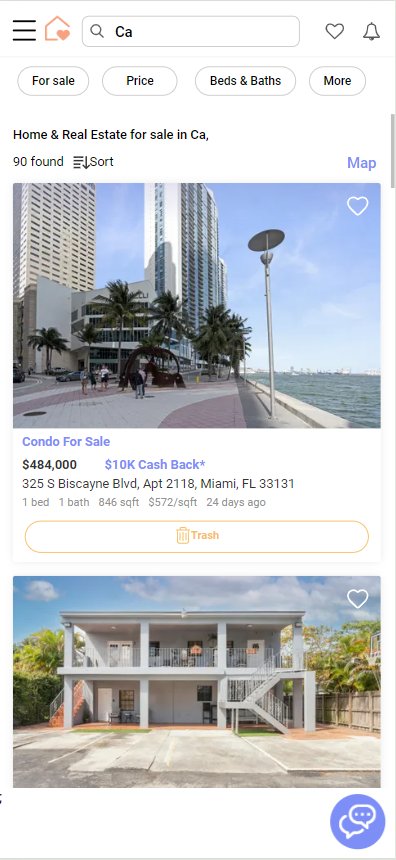 Ca
For sale
Price
Beds & Baths
More
Home & Real Estate for sale in Ca,
90 found
Sort
Map
Condo For Sale
$484,000 $10K Cash Back*
325 S Biscayne Blvd, Apt 2118, Miami, FL 33131
1 bed 1 bath 846 sqft $572/sqft 24 days ago
Trash